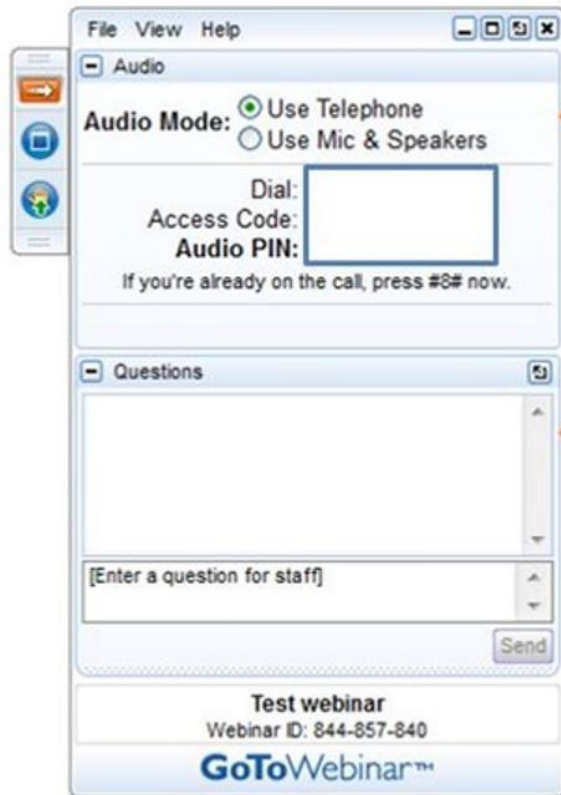 File View Help
Audio
Audio Mode: Use Telephone
Use Mic & Speakers
Dial:
Access Code:
Audio PIN:
If you're already on the call, press #8# now.
Questions
[Enter a question for staff]
Send
Test webinar
Webinar ID: 844-857-840
GoToWebinar™